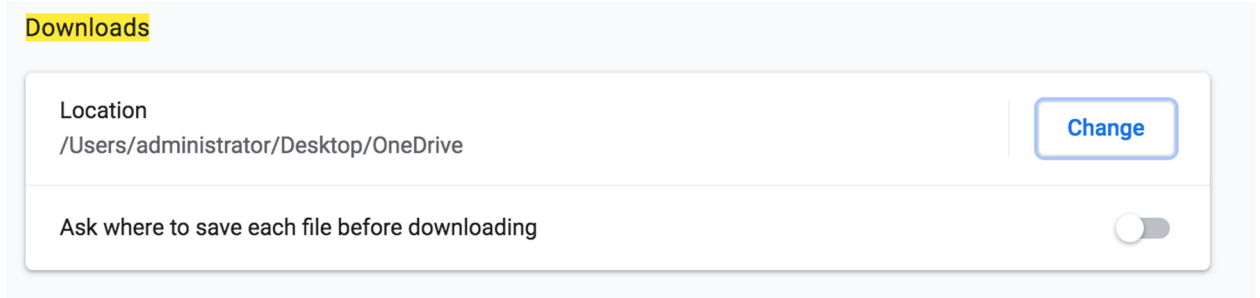 Downloads
Location
/Users/administrator/Desktop/OneDrive
Change
Ask where to save each file before downloading